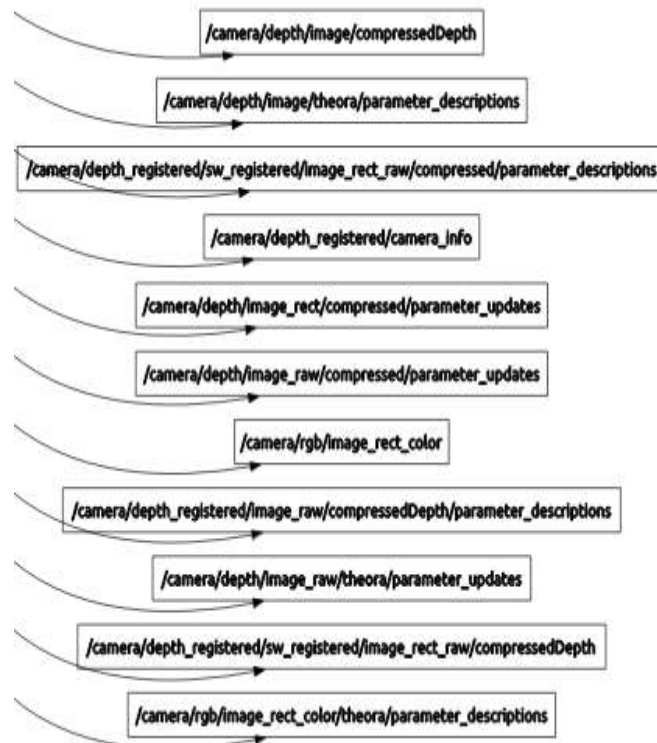 /camera/depth/image/compressedDepth
/camera/depth/image/theora/parameter_descriptions
/camera/depth_registered/sw_registered/image_rect_raw/compressed/parameter_descriptions
/camera/depth_registered/camera_info
/camera/depth/image_rect/compressed/parameter_updates
/camera/depth/image_raw/compressed/parameter_updates
/camera/rgb/image_rect_color
/camera/depth_registered/image_raw/compressedDepth/parameter_descriptions
/camera/depth/image_raw/theora/parameter_updates
/camera/depth_registered/sw_registered/image_rect_raw/compressedDepth
/camera/rgb/image_rect_color/theora/parameter_descriptions